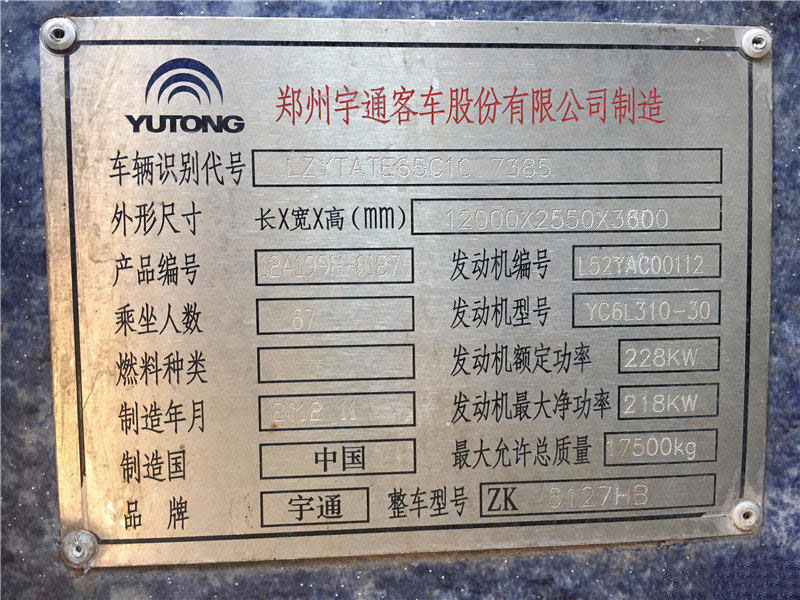 YUTONG
郑州宇通客车股份有限公司制造
车辆识别代号
外形尺寸 长X宽X高(mm) 12000X2550X3600
产品编号 12A199H-0187 发动机编号 L52YAC00112
乘坐人数 67 发动机型号 YC6L310-30
燃料种类 发动机额定功率 228KW
制造年月 2012 11 发动机最大净功率 218KW
制造国 中国 最大允许总质量 17500kg
品牌 宇通 整车型号 ZK 6127HB